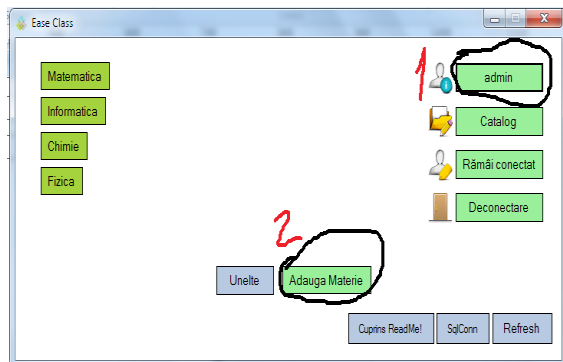 Ease Class
1
admin
Matematica
Informatica
Catalog
Chimie
Rămâi conectat
Fizica
Deconectare
2
Unelte
Adauga Materie
Cuprins ReadMe!
SqlConn
Refresh